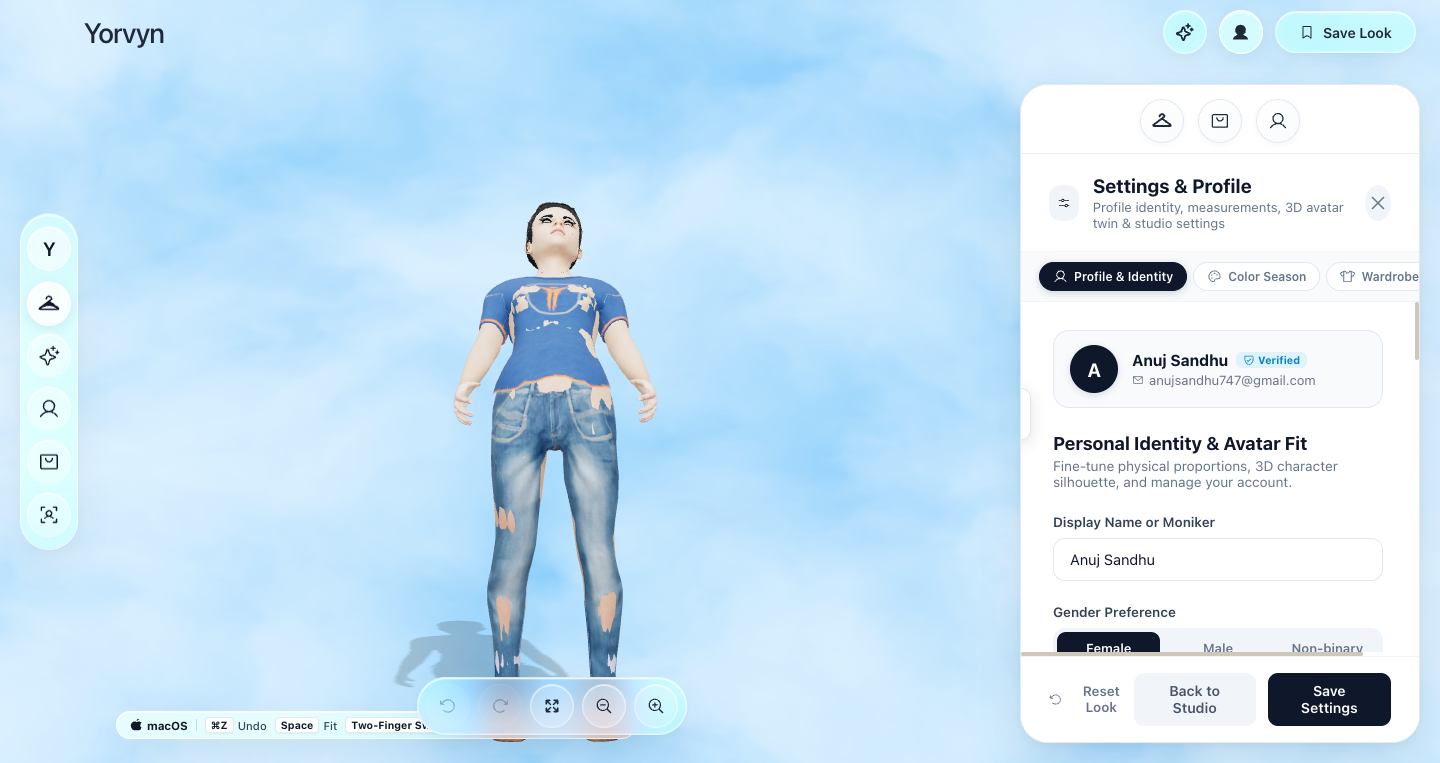 Yorvyn
Save Look
Y
Settings & Profile
Profile identity, measurements, 3D avatar
twin & studio settings
Profile & Identity
Color Season
Wardrobe
A
Anuj Sandhu
Verified
anujsandhu747@gmail.com
Personal Identity & Avatar Fit
Fine-tune physical proportions, 3D character
silhouette, and manage your account.
Display Name or Moniker
Anuj Sandhu
Gender Preference
Female
Male
Non-binary
Reset
Look
Back to
Studio
Save
Settings
macOS
⌘Z Undo
Space Fit
Two-Finger